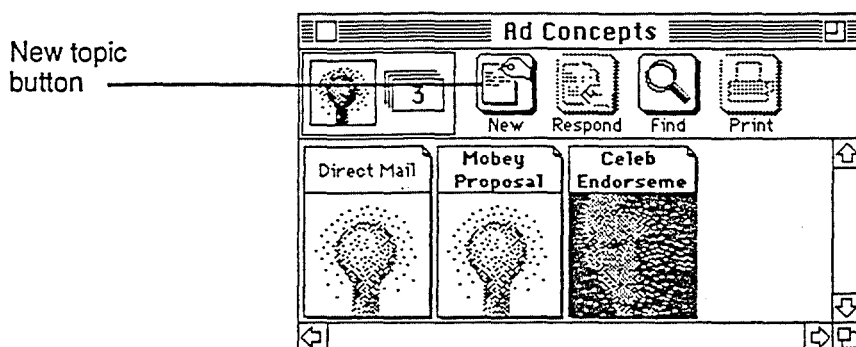 Ad Concepts
New topic
button
3
New Respond Find Print
Direct Mail
Mobey
Proposal
Celeb
Endorseme